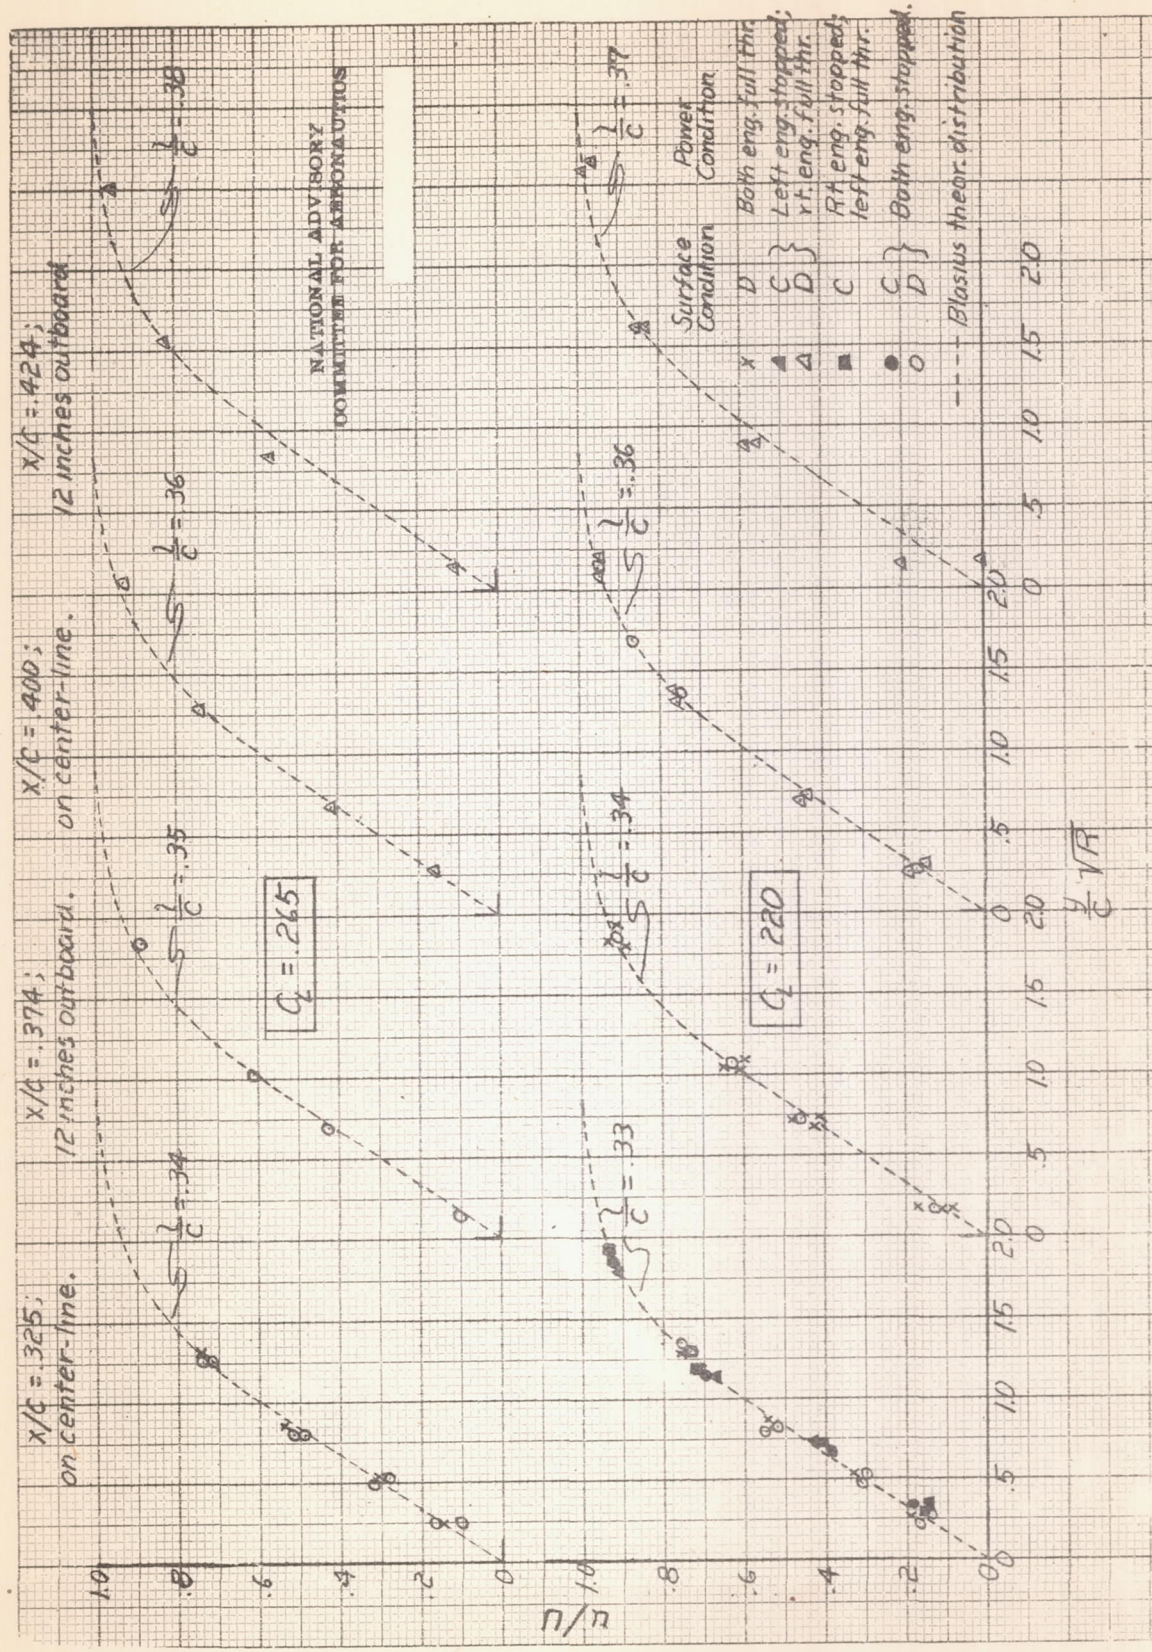 x/c = .325;
on center-line.
x/c = .374;
12 inches outboard.
x/c = .400;
on center-line.
x/c = .424;
12 inches outboard
1.0
.8
.6
.4
.2
0
l/c = .34
l/c = .35
l/c = .36
l/c = .38
C_L = .265
NATIONAL ADVISORY
COMMITTEE FOR AERONAUTICS
u/U
1.0
.8
.6
.4
.2
0
l/c = .33
l/c = .34
l/c = .36
l/c = .37
C_L = .220
Surface Condition
Power Condition
x D Both eng. full thr.
▲ C } Left eng. stopped;
△ D } rt. eng. full thr.
■ C Rt eng. stopped;
left eng. full thr.
● C } Both eng. stopped.
○ D }
---- Blasius theor. distribution
0 .5 1.0 1.5 2.0
0 .5 1.0 1.5 2.0
0 .5 1.0 1.5 2.0
0 .5 1.0 1.5 2.0
y/c √R